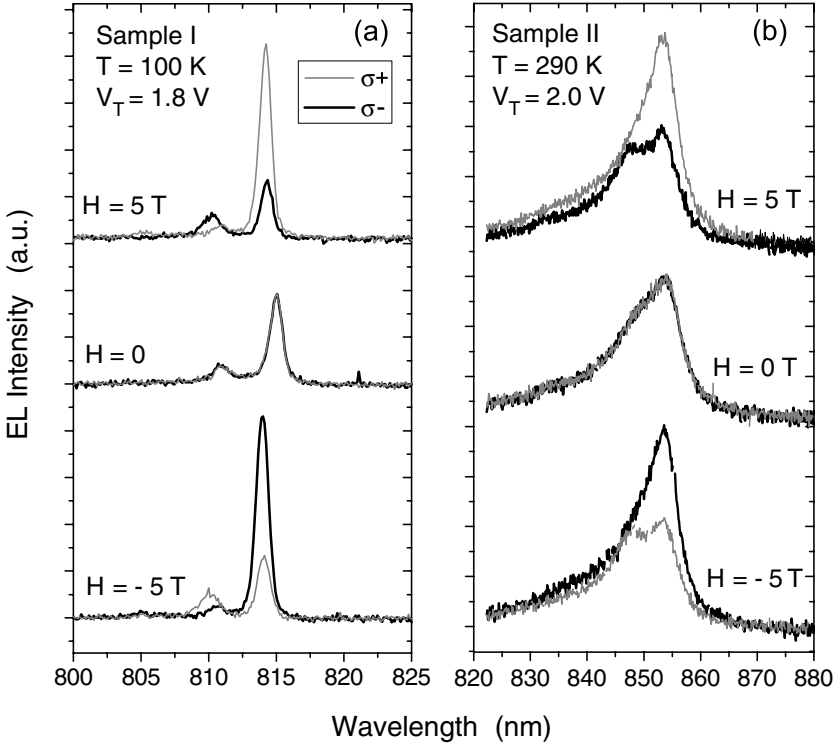 Sample I
T = 100 K
V_T = 1.8 V
(a)
σ+
σ-
H = 5 T
H = 0
H = - 5 T
800 805 810 815 820 825
Sample II
T = 290 K
V_T = 2.0 V
(b)
H = 5 T
H = 0 T
H = - 5 T
820 830 840 850 860 870 880
EL Intensity (a.u.)
Wavelength (nm)